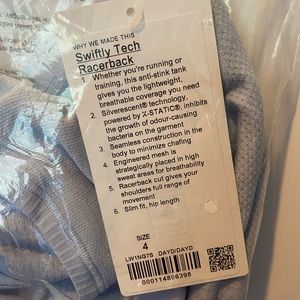 WHY WE MADE THIS
Swiftly Tech
Racerback
1. Whether you're running or
training, this anti-stink tank
gives you the lightweight,
breathable coverage you need
2. Silverescent® technology,
powered by X-STATIC®, inhibits
the growth of odour-causing
bacteria on the garment
3. Seamless construction in the
body to minimize chafing
4. Engineered mesh is
strategically placed in high
sweat areas for breathability
5. Racerback cut gives your
shoulders full range of
movement
6. Slim fit, hip length
SIZE
4
LW1NG7S DAYD/DAYD
000114806398